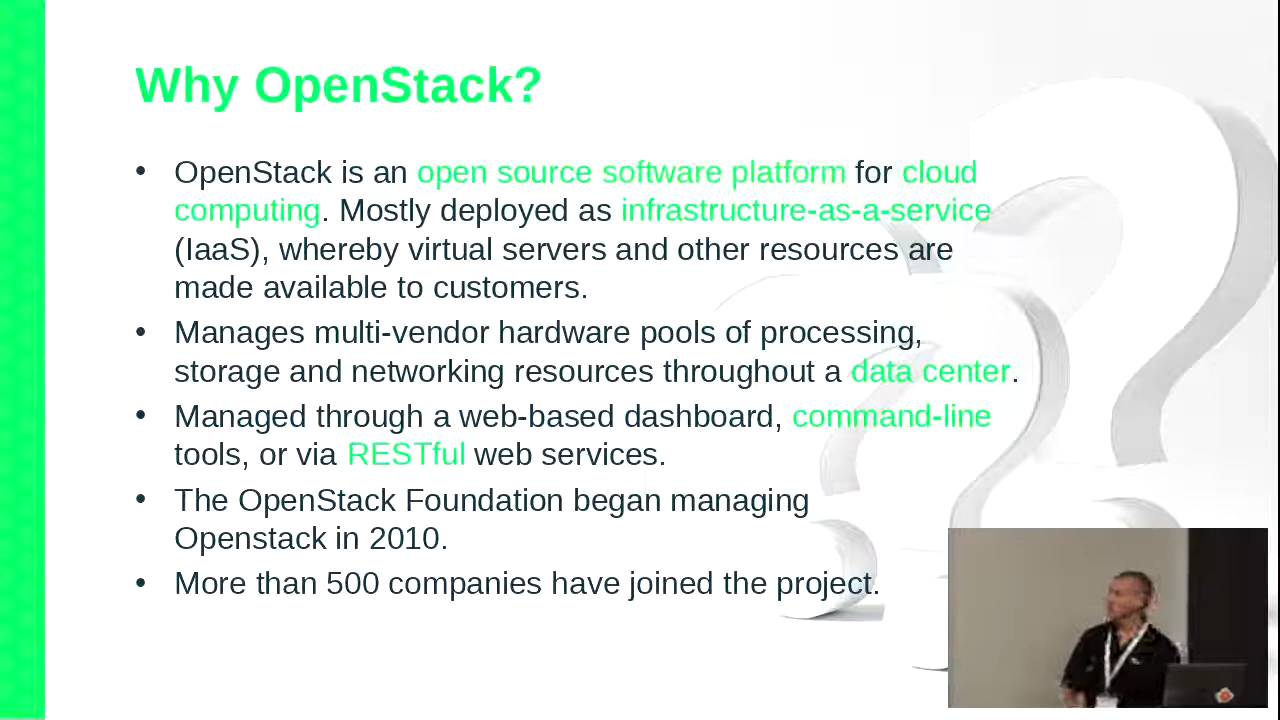 Why OpenStack?
• OpenStack is an open source software platform for cloud
computing. Mostly deployed as infrastructure-as-a-service
(IaaS), whereby virtual servers and other resources are
made available to customers.
• Manages multi-vendor hardware pools of processing,
storage and networking resources throughout a data center.
• Managed through a web-based dashboard, command-line
tools, or via RESTful web services.
• The OpenStack Foundation began managing
Openstack in 2010.
• More than 500 companies have joined the project.